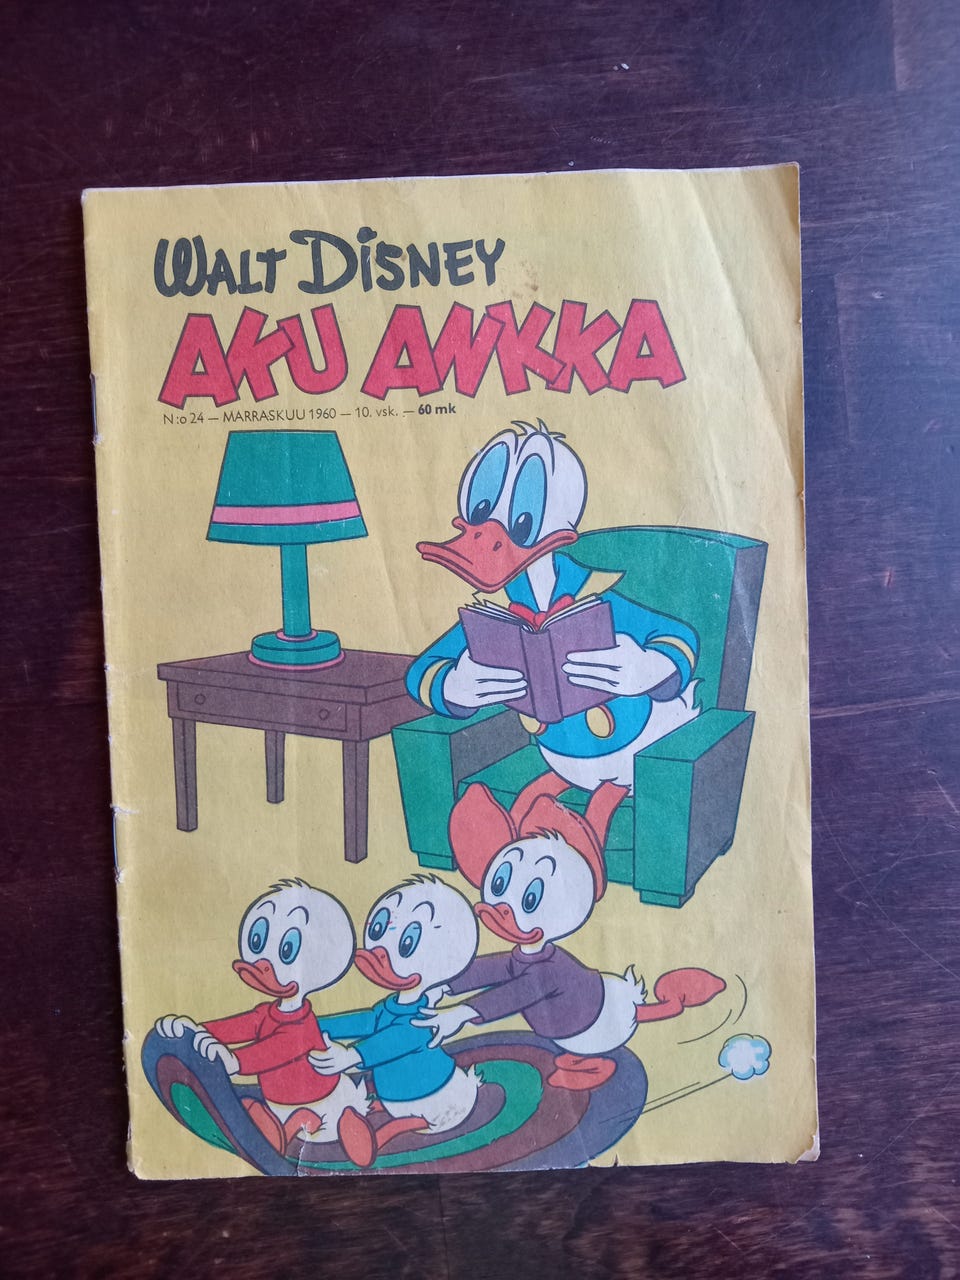 WALT DISNEY
AKU ANKKA
N:o 24 — MARRASKUU 1960 — 10. vsk. — 60 mk